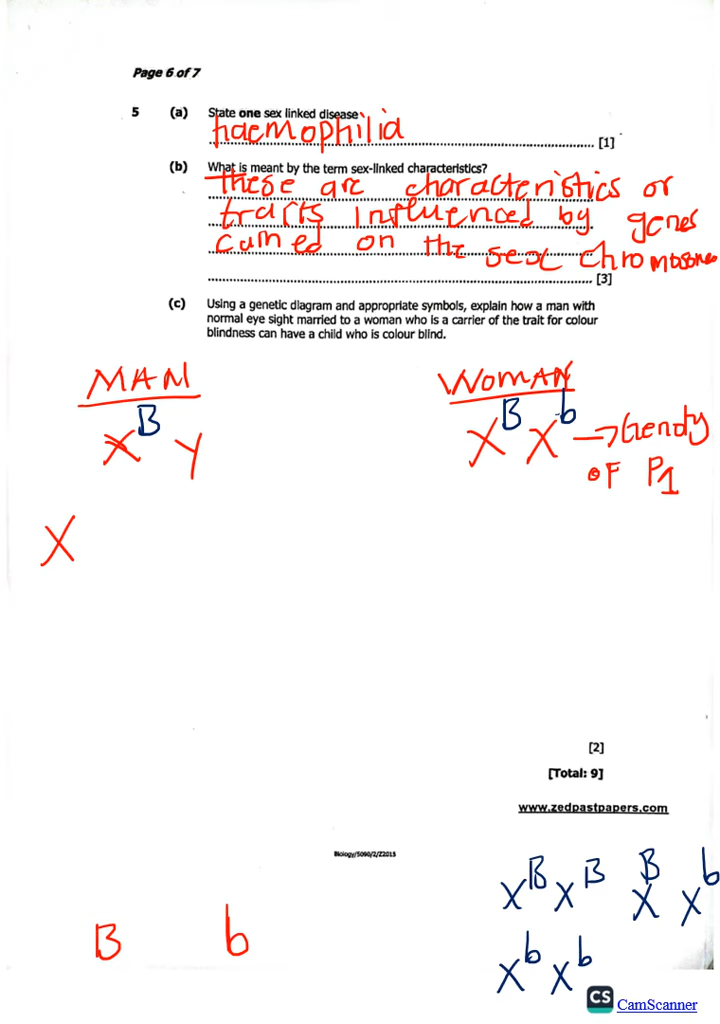 Page 6 of 7
5 (a) State one sex linked disease
haemophilia [1]
(b) What is meant by the term sex-linked characteristics?
These are characteristics or
traits influenced by genes
carried on the sex chromosomes
[3]
(c) Using a genetic diagram and appropriate symbols, explain how a man with
normal eye sight married to a woman who is a carrier of the trait for colour
blindness can have a child who is colour blind.
MAN WOMAN
X^B Y X^B X^b →
of P1
X
[2]
[Total: 9]
www.zedpastpapers.com
Biology/5090/2/Z2015
X^B X^B X^B X^b
B b
X^b X^b
CS CamScanner